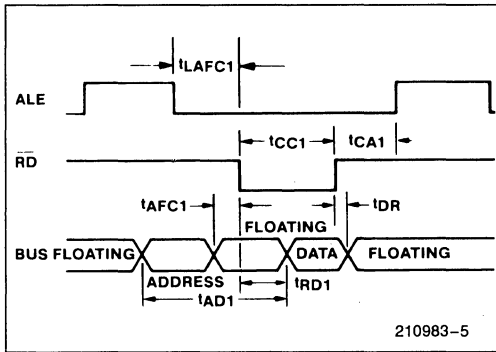 tLAFC1
ALE
tCC1
tCA1
RD
tAFC1
FLOATING
tDR
BUS FLOATING
DATA
FLOATING
ADDRESS
tRD1
tAD1
210983-5